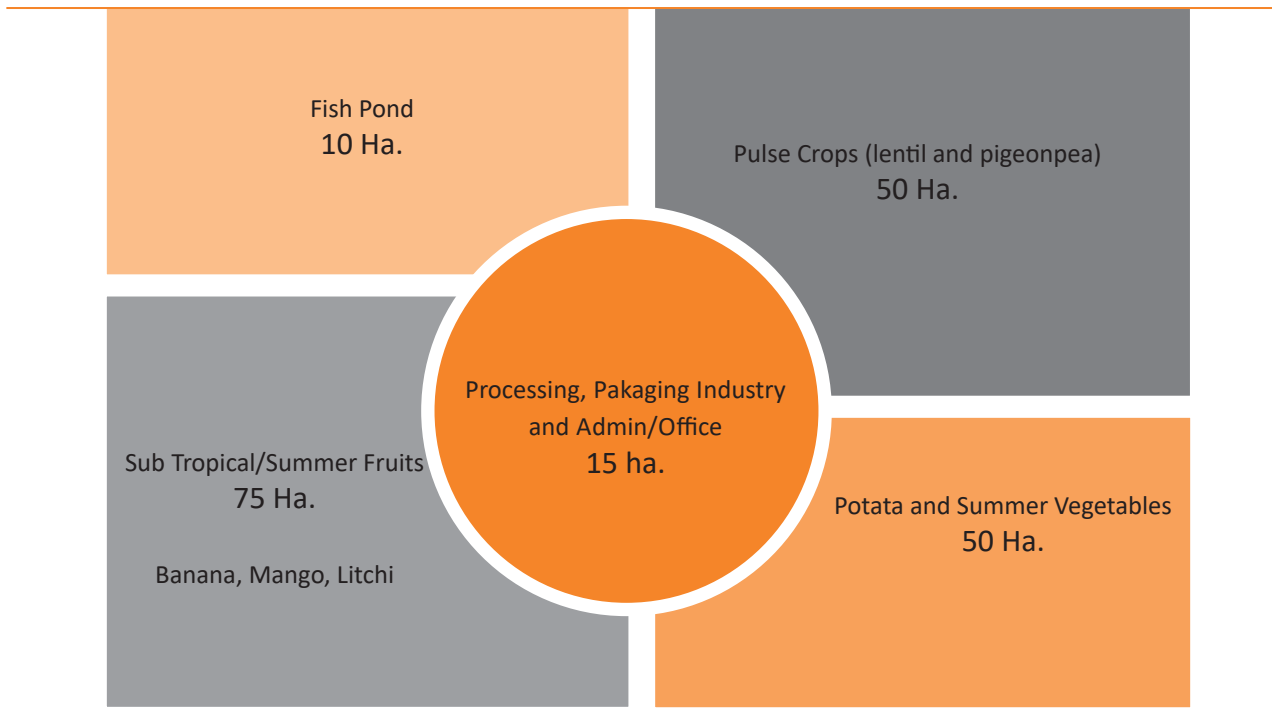 Fish Pond
10 Ha.
Pulse Crops (lentil and pigeonpea)
50 Ha.
Processing, Pakaging Industry
and Admin/Office
15 ha.
Sub Tropical/Summer Fruits
75 Ha.
Banana, Mango, Litchi
Potata and Summer Vegetables
50 Ha.